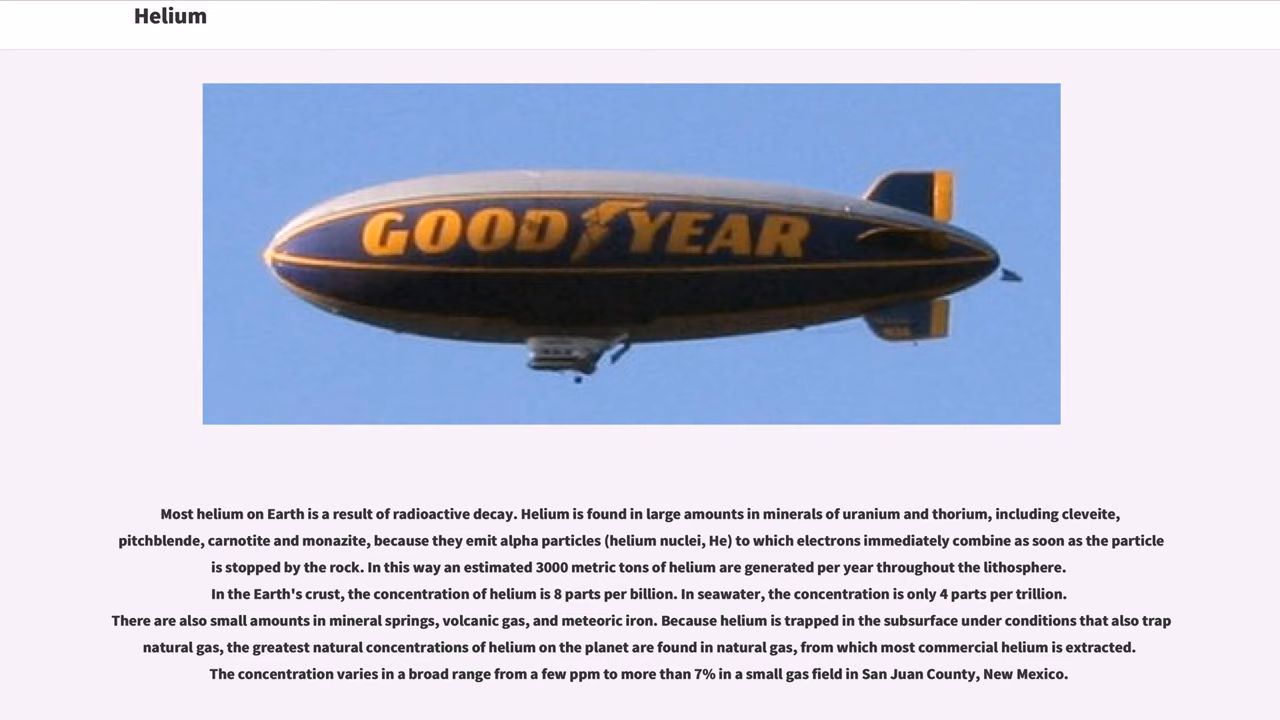 Helium
GOOD YEAR
Most helium on Earth is a result of radioactive decay. Helium is found in large amounts in minerals of uranium and thorium, including cleveite,
pitchblende, carnotite and monazite, because they emit alpha particles (helium nuclei, He) to which electrons immediately combine as soon as the particle
is stopped by the rock. In this way an estimated 3000 metric tons of helium are generated per year throughout the lithosphere.
In the Earth's crust, the concentration of helium is 8 parts per billion. In seawater, the concentration is only 4 parts per trillion.
There are also small amounts in mineral springs, volcanic gas, and meteoric iron. Because helium is trapped in the subsurface under conditions that also trap
natural gas, the greatest natural concentrations of helium on the planet are found in natural gas, from which most commercial helium is extracted.
The concentration varies in a broad range from a few ppm to more than 7% in a small gas field in San Juan County, New Mexico.